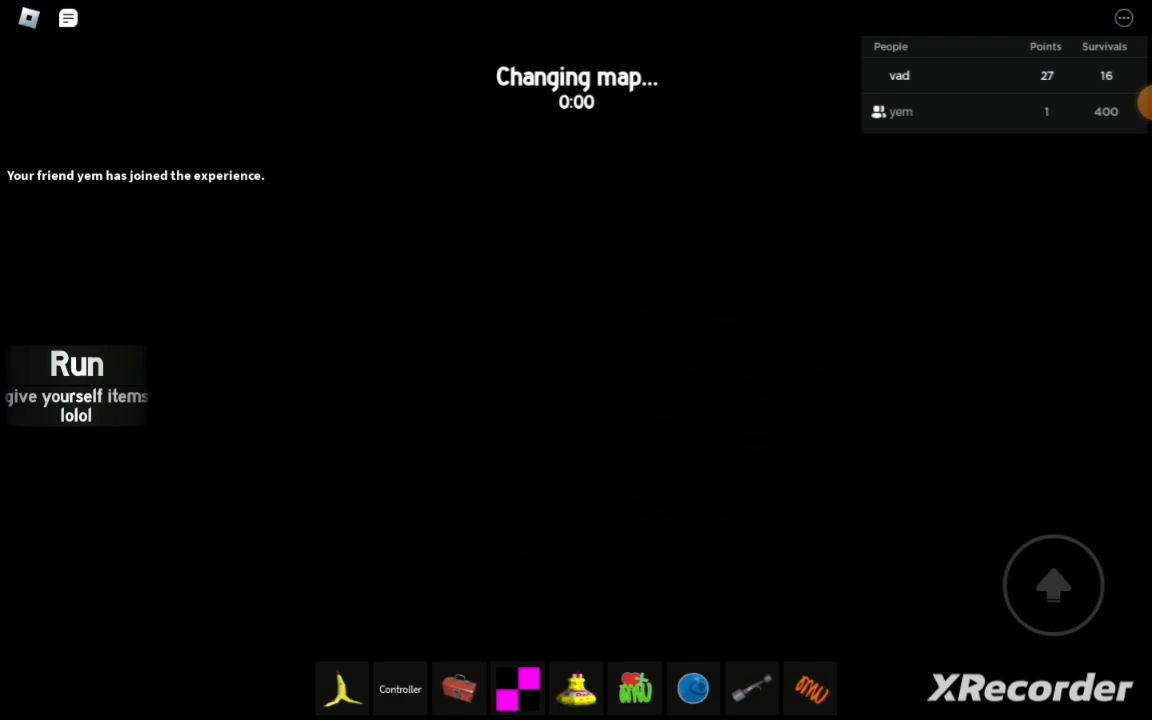 People Points Survivals
Changing map...
vad 27 16
0:00
yem 1 400
Your friend yem has joined the experience.
Run
give yourself items
lolol
Controller
XRecorder